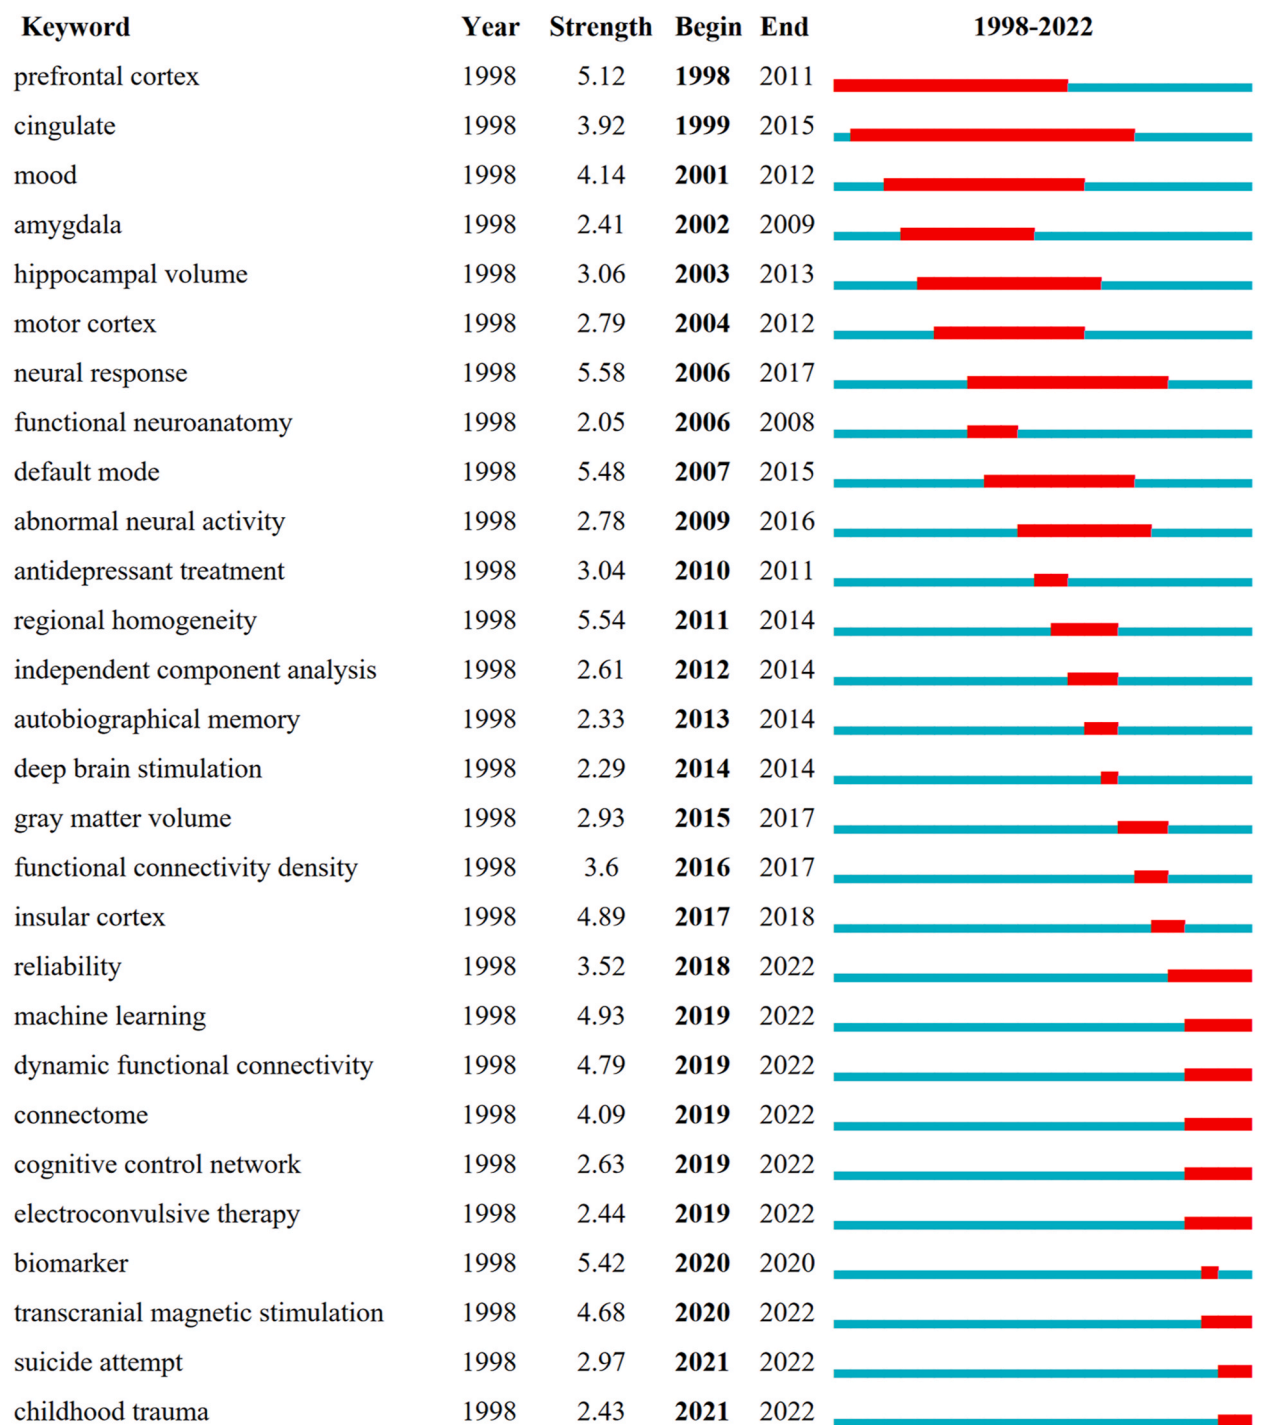 Keyword Year Strength Begin End 1998-2022
prefrontal cortex 1998 5.12 1998 2011
cingulate 1998 3.92 1999 2015
mood 1998 4.14 2001 2012
amygdala 1998 2.41 2002 2009
hippocampal volume 1998 3.06 2003 2013
motor cortex 1998 2.79 2004 2012
neural response 1998 5.58 2006 2017
functional neuroanatomy 1998 2.05 2006 2008
default mode 1998 5.48 2007 2015
abnormal neural activity 1998 2.78 2009 2016
antidepressant treatment 1998 3.04 2010 2011
regional homogeneity 1998 5.54 2011 2014
independent component analysis 1998 2.61 2012 2014
autobiographical memory 1998 2.33 2013 2014
deep brain stimulation 1998 2.29 2014 2014
gray matter volume 1998 2.93 2015 2017
functional connectivity density 1998 3.6 2016 2017
insular cortex 1998 4.89 2017 2018
reliability 1998 3.52 2018 2022
machine learning 1998 4.93 2019 2022
dynamic functional connectivity 1998 4.79 2019 2022
connectome 1998 4.09 2019 2022
cognitive control network 1998 2.63 2019 2022
electroconvulsive therapy 1998 2.44 2019 2022
biomarker 1998 5.42 2020 2020
transcranial magnetic stimulation 1998 4.68 2020 2022
suicide attempt 1998 2.97 2021 2022
childhood trauma 1998 2.43 2021 2022